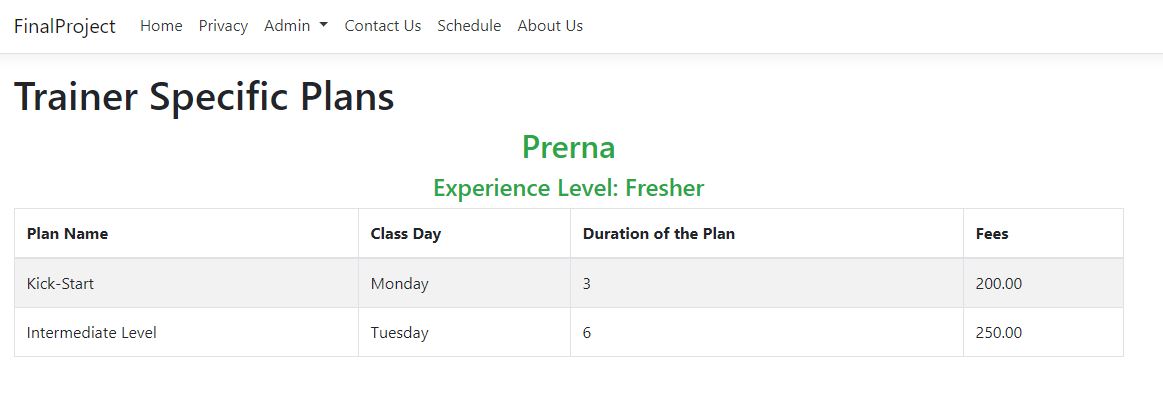 FinalProject Home Privacy Admin Contact Us Schedule About Us
Trainer Specific Plans
Prerna
Experience Level: Fresher
Plan Name Class Day Duration of the Plan Fees
Kick-Start Monday 3 200.00
Intermediate Level Tuesday 6 250.00